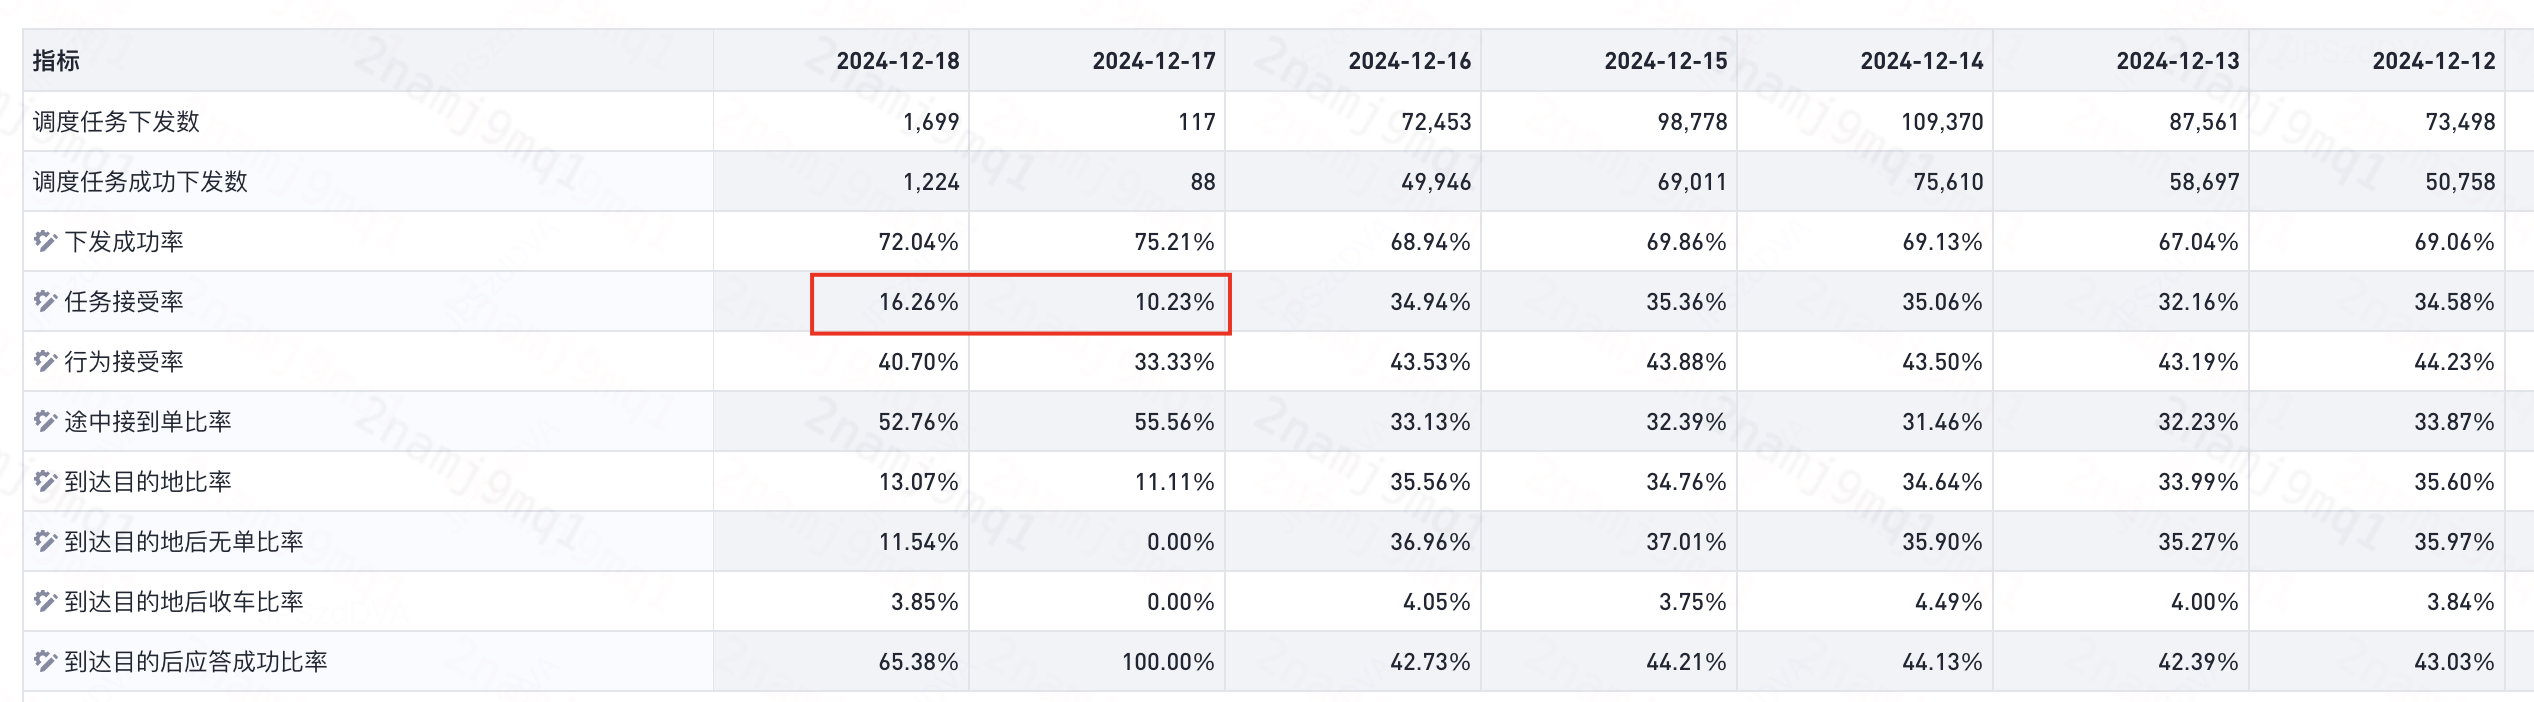 指标 2024-12-18 2024-12-17 2024-12-16 2024-12-15 2024-12-14 2024-12-13 2024-12-12
调度任务下发数 1,699 117 72,453 98,778 109,370 87,561 73,498
调度任务成功下发数 1,224 88 49,946 69,011 75,610 58,697 50,758
下发成功率 72.04% 75.21% 68.94% 69.86% 69.13% 67.04% 69.06%
任务接受率 16.26% 10.23% 34.94% 35.36% 35.06% 32.16% 34.58%
行为接受率 40.70% 33.33% 43.53% 43.88% 43.50% 43.19% 44.23%
途中接到单比率 52.76% 55.56% 33.13% 32.39% 31.46% 32.23% 33.87%
到达目的地比率 13.07% 11.11% 35.56% 34.76% 34.64% 33.99% 35.60%
到达目的地后无单比率 11.54% 0.00% 36.96% 37.01% 35.90% 35.27% 35.97%
到达目的地后收车比率 3.85% 0.00% 4.05% 3.75% 4.49% 4.00% 3.84%
到达目的后应答成功比率 65.38% 100.00% 42.73% 44.21% 44.13% 42.39% 43.03%
2namj9mq1